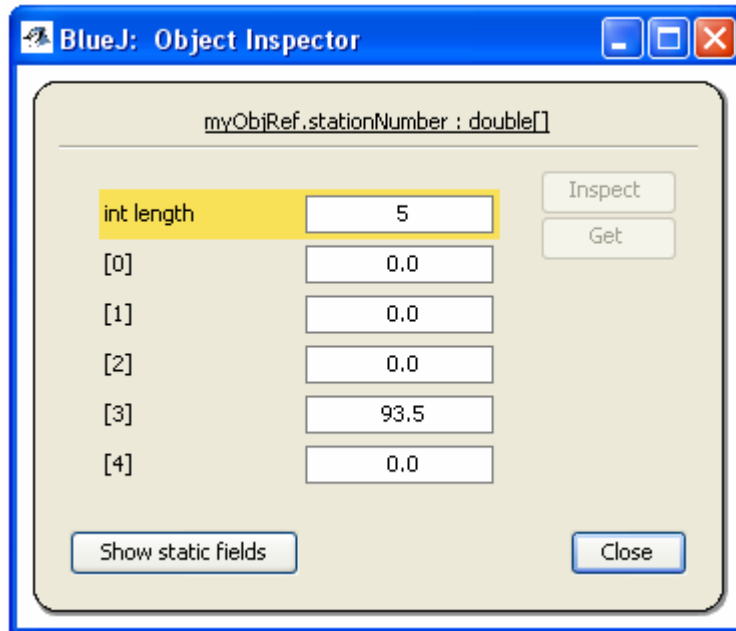 BlueJ: Object Inspector
myObjRef.stationNumber : double[]
int length 5
Inspect
Get
[0] 0.0
[1] 0.0
[2] 0.0
[3] 93.5
[4] 0.0
Show static fields Close